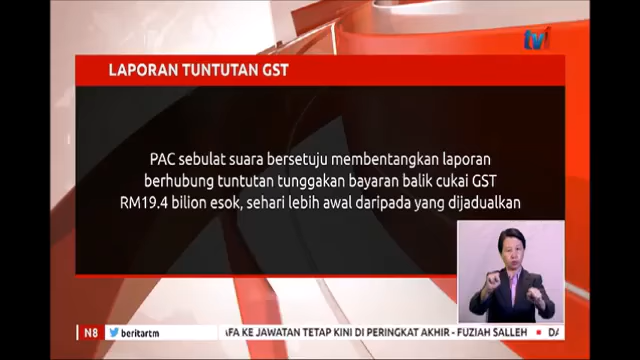 tv1
LAPORAN TUNTUTAN GST
PAC sebulat suara bersetuju membentangkan laporan
berhubung tuntutan tunggakan bayaran balik cukai GST
RM19.4 bilion esok, sehari lebih awal daripada yang dijadualkan
N8 beritartm AFA KE JAWATAN TETAP KINI DI PERINGKAT AKHIR - FUZIAH SALLEH DA